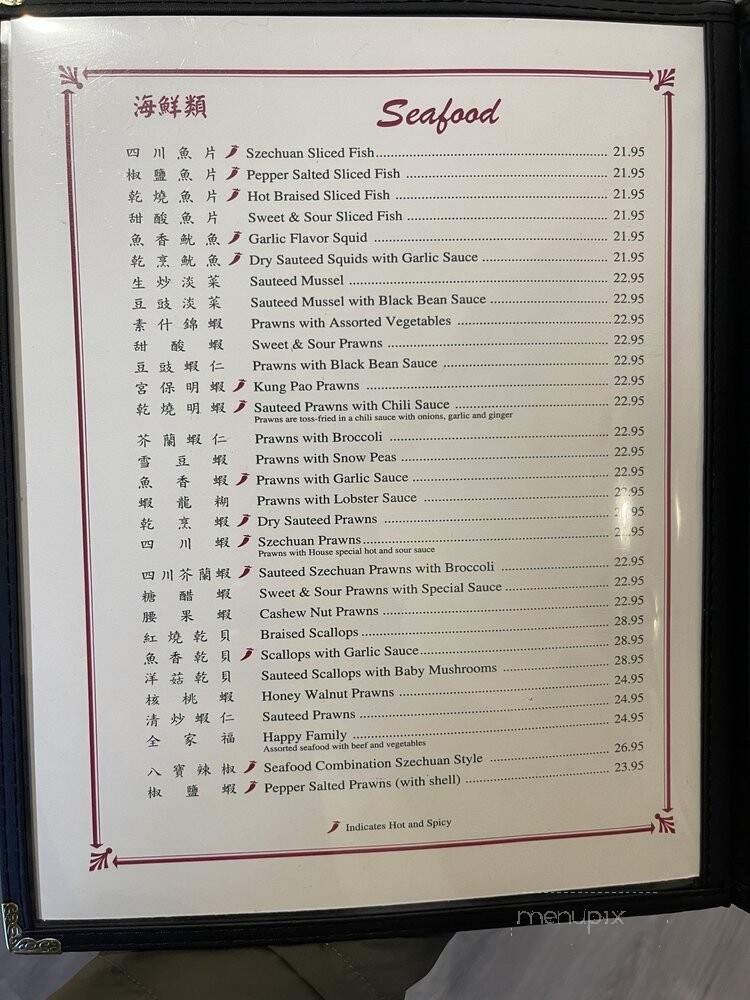 海鮮類 Seafood
四川魚片 Szechuan Sliced Fish 21.95
椒鹽魚片 Pepper Salted Sliced Fish 21.95
乾燒魚片 Hot Braised Sliced Fish 21.95
甜酸魚片 Sweet & Sour Sliced Fish 21.95
魚香魷魚 Garlic Flavor Squid 21.95
乾烹魷魚 Dry Sauteed Squids with Garlic Sauce 21.95
生炒淡菜 Sauteed Mussel 22.95
豆豉淡菜 Sauteed Mussel with Black Bean Sauce 22.95
素什錦蝦 Prawns with Assorted Vegetables 22.95
甜酸蝦 Sweet & Sour Prawns 22.95
豆豉蝦仁 Prawns with Black Bean Sauce 22.95
宮保明蝦 Kung Pao Prawns 22.95
乾燒明蝦 Sauteed Prawns with Chili Sauce 22.95
Prawns are toss-fried in a chili sauce with onions, garlic and ginger
芥蘭蝦仁 Prawns with Broccoli 22.95
雪豆蝦 Prawns with Snow Peas 22.95
魚香蝦 Prawns with Garlic Sauce 22.95
蝦龍糊 Prawns with Lobster Sauce
乾烹蝦 Dry Sauteed Prawns
四川蝦 Szechuan Prawns
Prawns with House special hot and sour sauce
四川芥蘭蝦 Sauteed Szechuan Prawns with Broccoli 22.95
糖醋蝦 Sweet & Sour Prawns with Special Sauce 22.95
腰果蝦 Cashew Nut Prawns 22.95
紅燒乾貝 Braised Scallops 28.95
魚香乾貝 Scallops with Garlic Sauce 28.95
洋菇乾貝 Sauteed Scallops with Baby Mushrooms 28.95
核桃蝦 Honey Walnut Prawns 24.95
清炒蝦仁 Sauteed Prawns 24.95
全家福 Happy Family 24.95
Assorted seafood with beef and vegetables
八寶辣椒 Seafood Combination Szechuan Style 26.95
椒鹽蝦 Pepper Salted Prawns (with shell) 23.95
Indicates Hot and Spicy
menupix